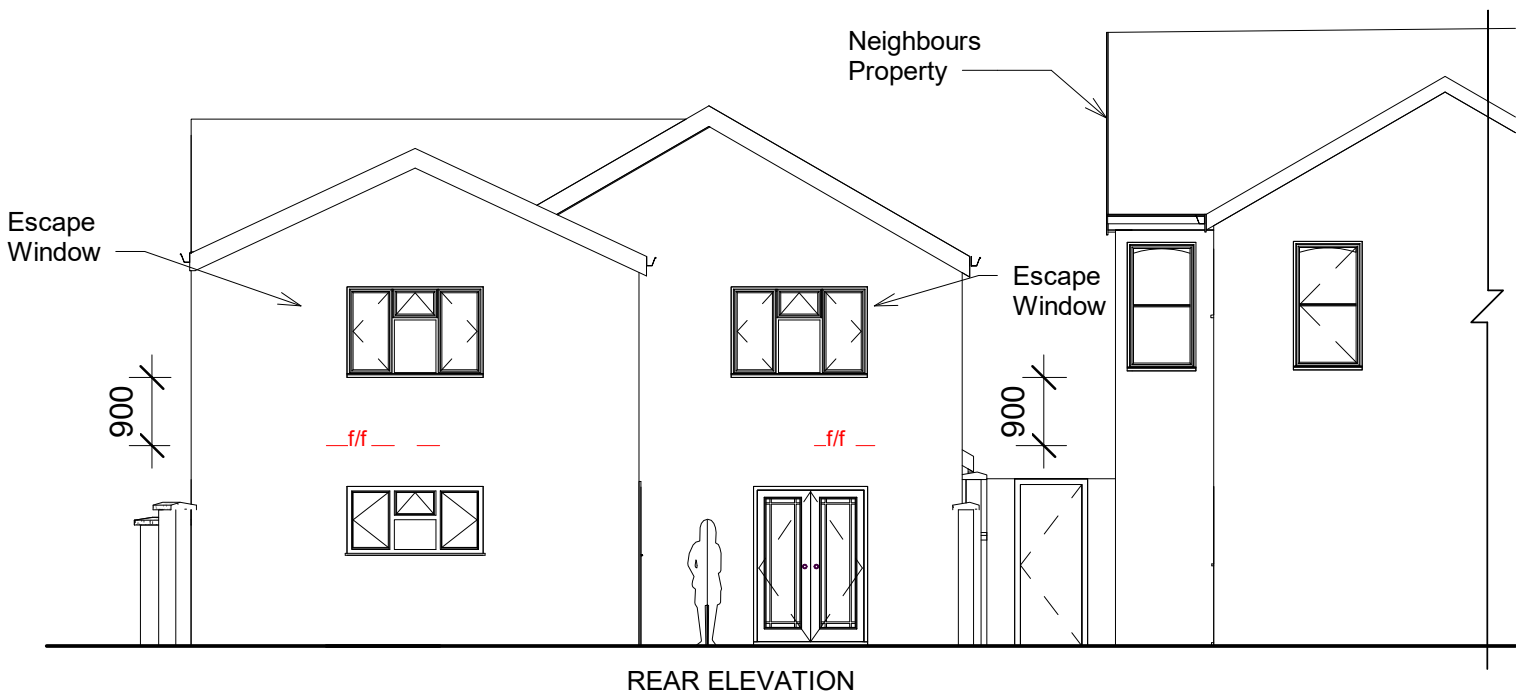 Neighbours
Property
Escape
Window
Escape
Window
900
900
f/f
f/f
REAR ELEVATION